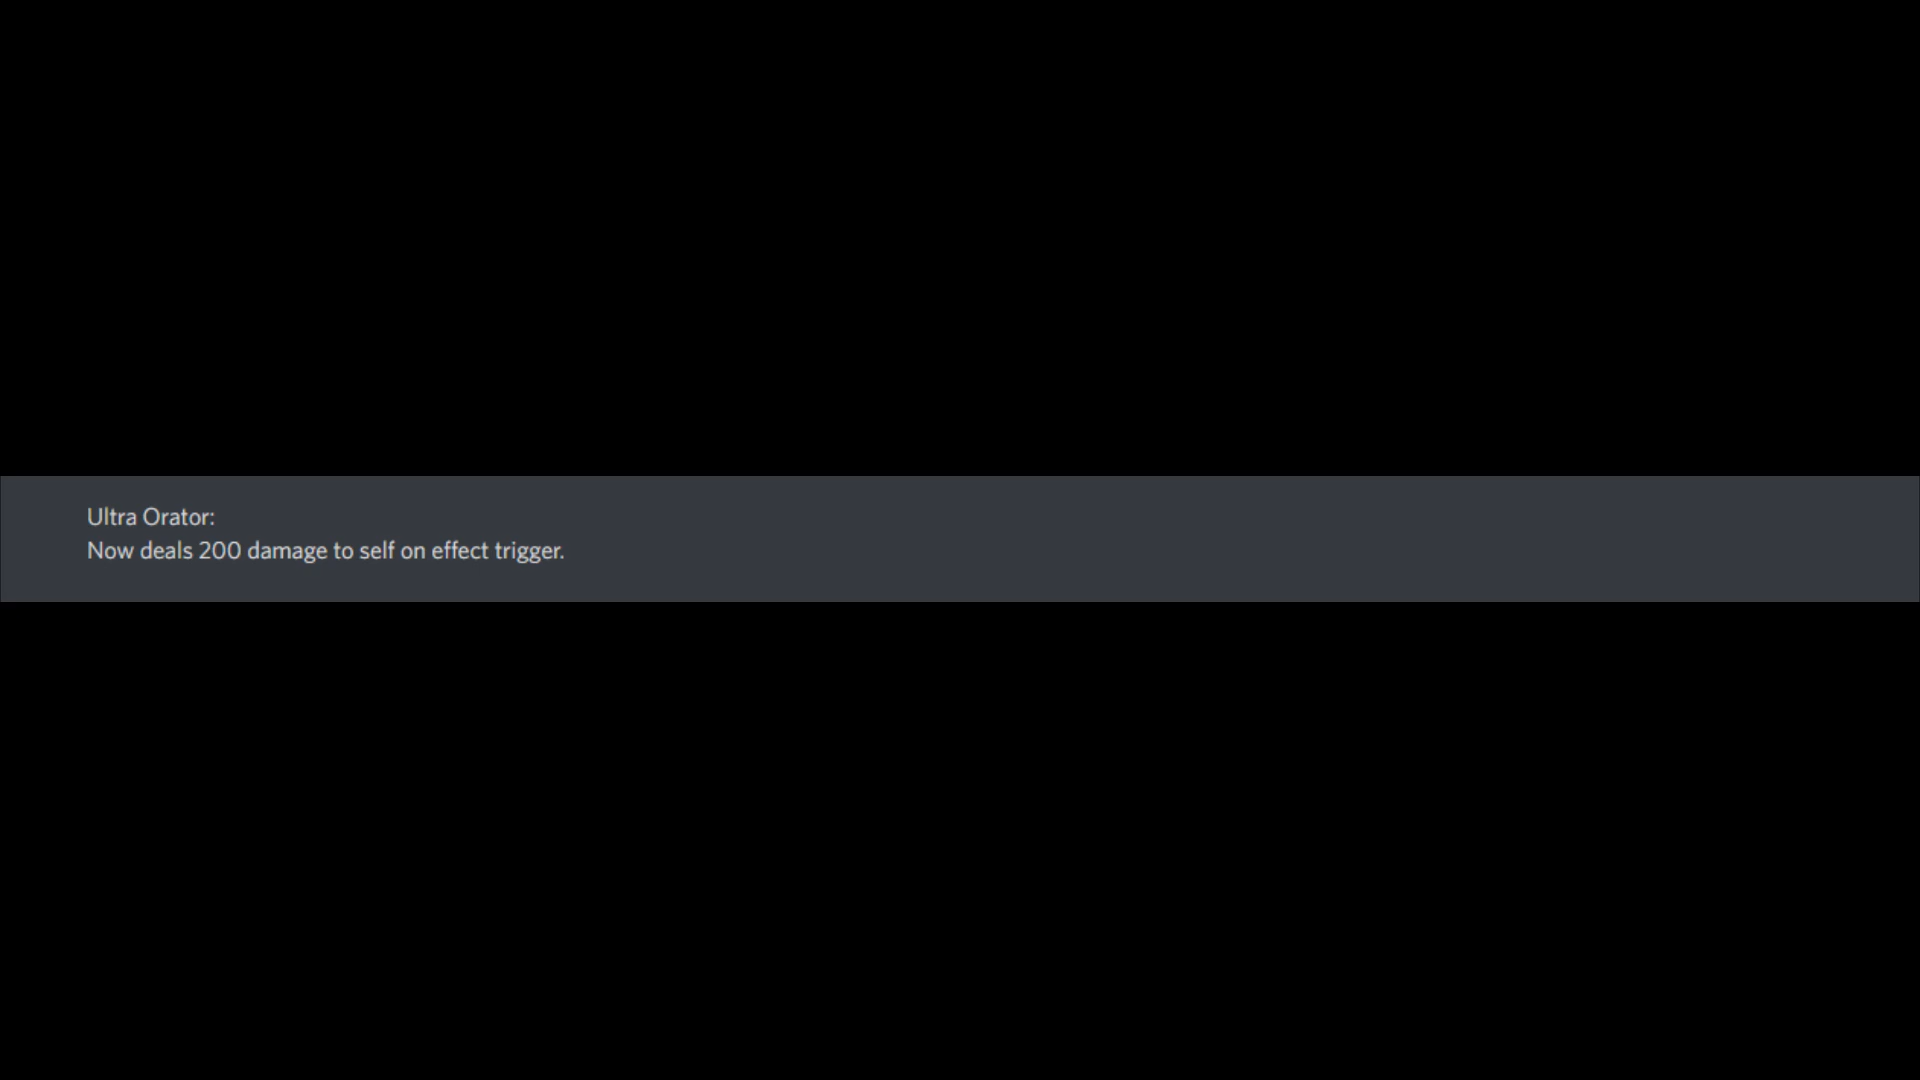 Ultra Orator:
Now deals 200 damage to self on effect trigger.